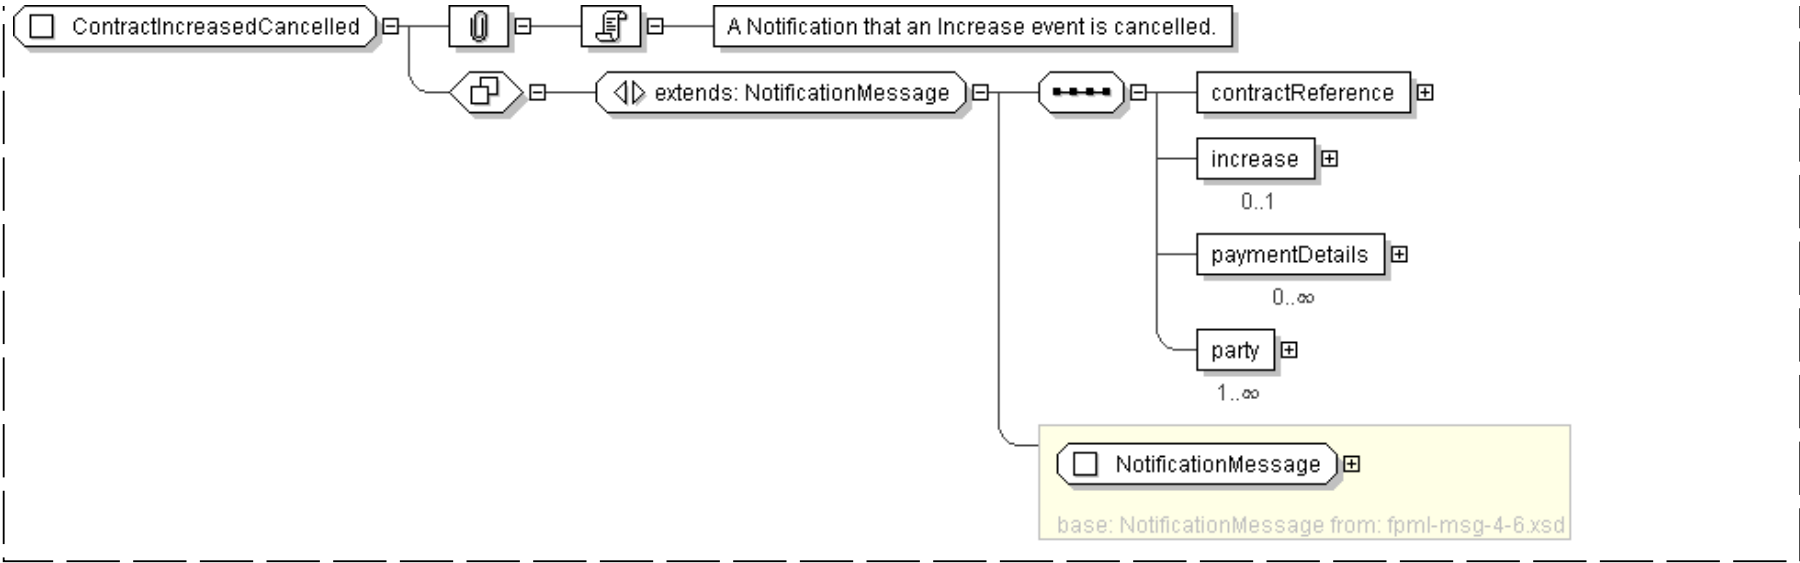 ContractIncreasedCancelled
A Notification that an Increase event is cancelled.
extends: NotificationMessage
contractReference
increase
0..1
paymentDetails
0..∞
party
1..∞
NotificationMessage
base: NotificationMessage from: fpml-msg-4-6.xsd